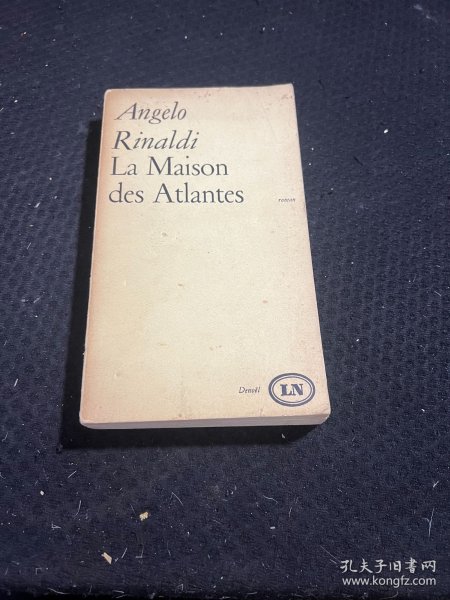 Angelo
Rinaldi
La Maison
des Atlantes
roman
Denoël
LN
孔夫子旧书网
www.kongfz.com